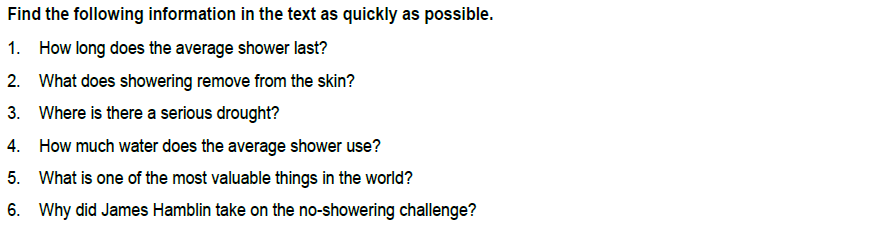 Find the following information in the text as quickly as possible.
1. How long does the average shower last?
2. What does showering remove from the skin?
3. Where is there a serious drought?
4. How much water does the average shower use?
5. What is one of the most valuable things in the world?
6. Why did James Hamblin take on the no-showering challenge?